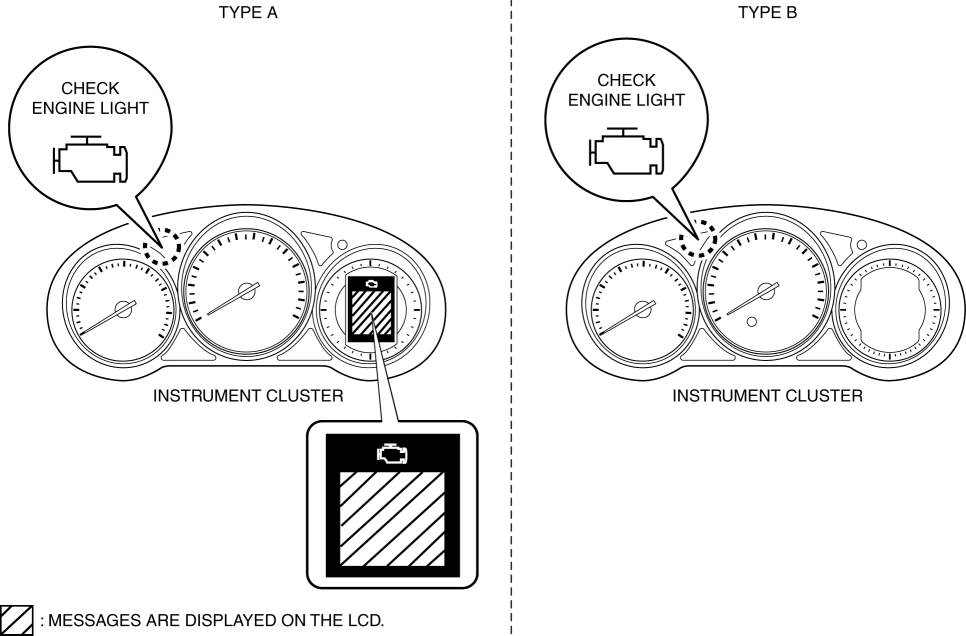 TYPE A
CHECK
ENGINE LIGHT
INSTRUMENT CLUSTER
: MESSAGES ARE DISPLAYED ON THE LCD.
TYPE B
CHECK
ENGINE LIGHT
INSTRUMENT CLUSTER